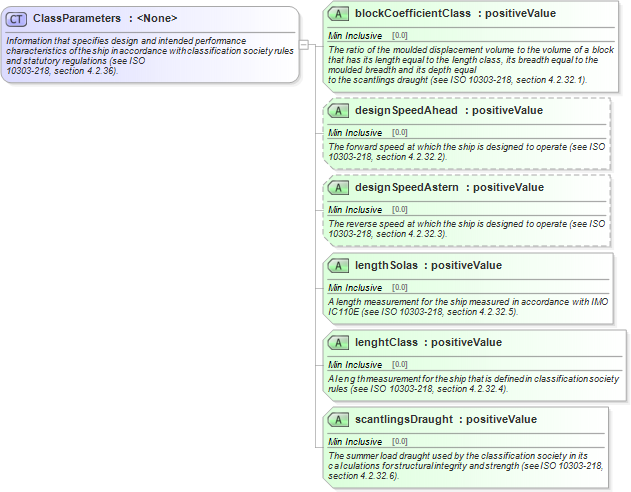 CT ClassParameters : <None>
Information that specifies design and intended performance
characteristics of the ship in accordance with classification society rules
and statutory regulations (see ISO
10303-218, section 4.2.36).
A blockCoefficientClass : positiveValue
Min Inclusive [0.0]
The ratio of the moulded displacement volume to the volume of a block
that has its length equal to the length class, its breadth equal to the
moulded breadth and its depth equal
to the scantlings draught (see ISO 10303-218, section 4.2.32.1).
A designSpeedAhead : positiveValue
Min Inclusive [0.0]
The forward speed at which the ship is designed to operate (see ISO
10303-218, section 4.2.32.2).
A designSpeedAstern : positiveValue
Min Inclusive [0.0]
The reverse speed at which the ship is designed to operate (see ISO
10303-218, section 4.2.32.3).
A lengthSolas : positiveValue
Min Inclusive [0.0]
A length measurement for the ship measured in accordance with IMO
IC110E (see ISO 10303-218, section 4.2.32.5).
A lenghtClass : positiveValue
Min Inclusive [0.0]
A length measurement for the ship that is defined in classification society
rules (see ISO 10303-218, section 4.2.32.4).
A scantlingsDraught : positiveValue
Min Inclusive [0.0]
The summer load draught used by the classification society in its
calculations for structural integrity and strength (see ISO 10303-218,
section 4.2.32.6).